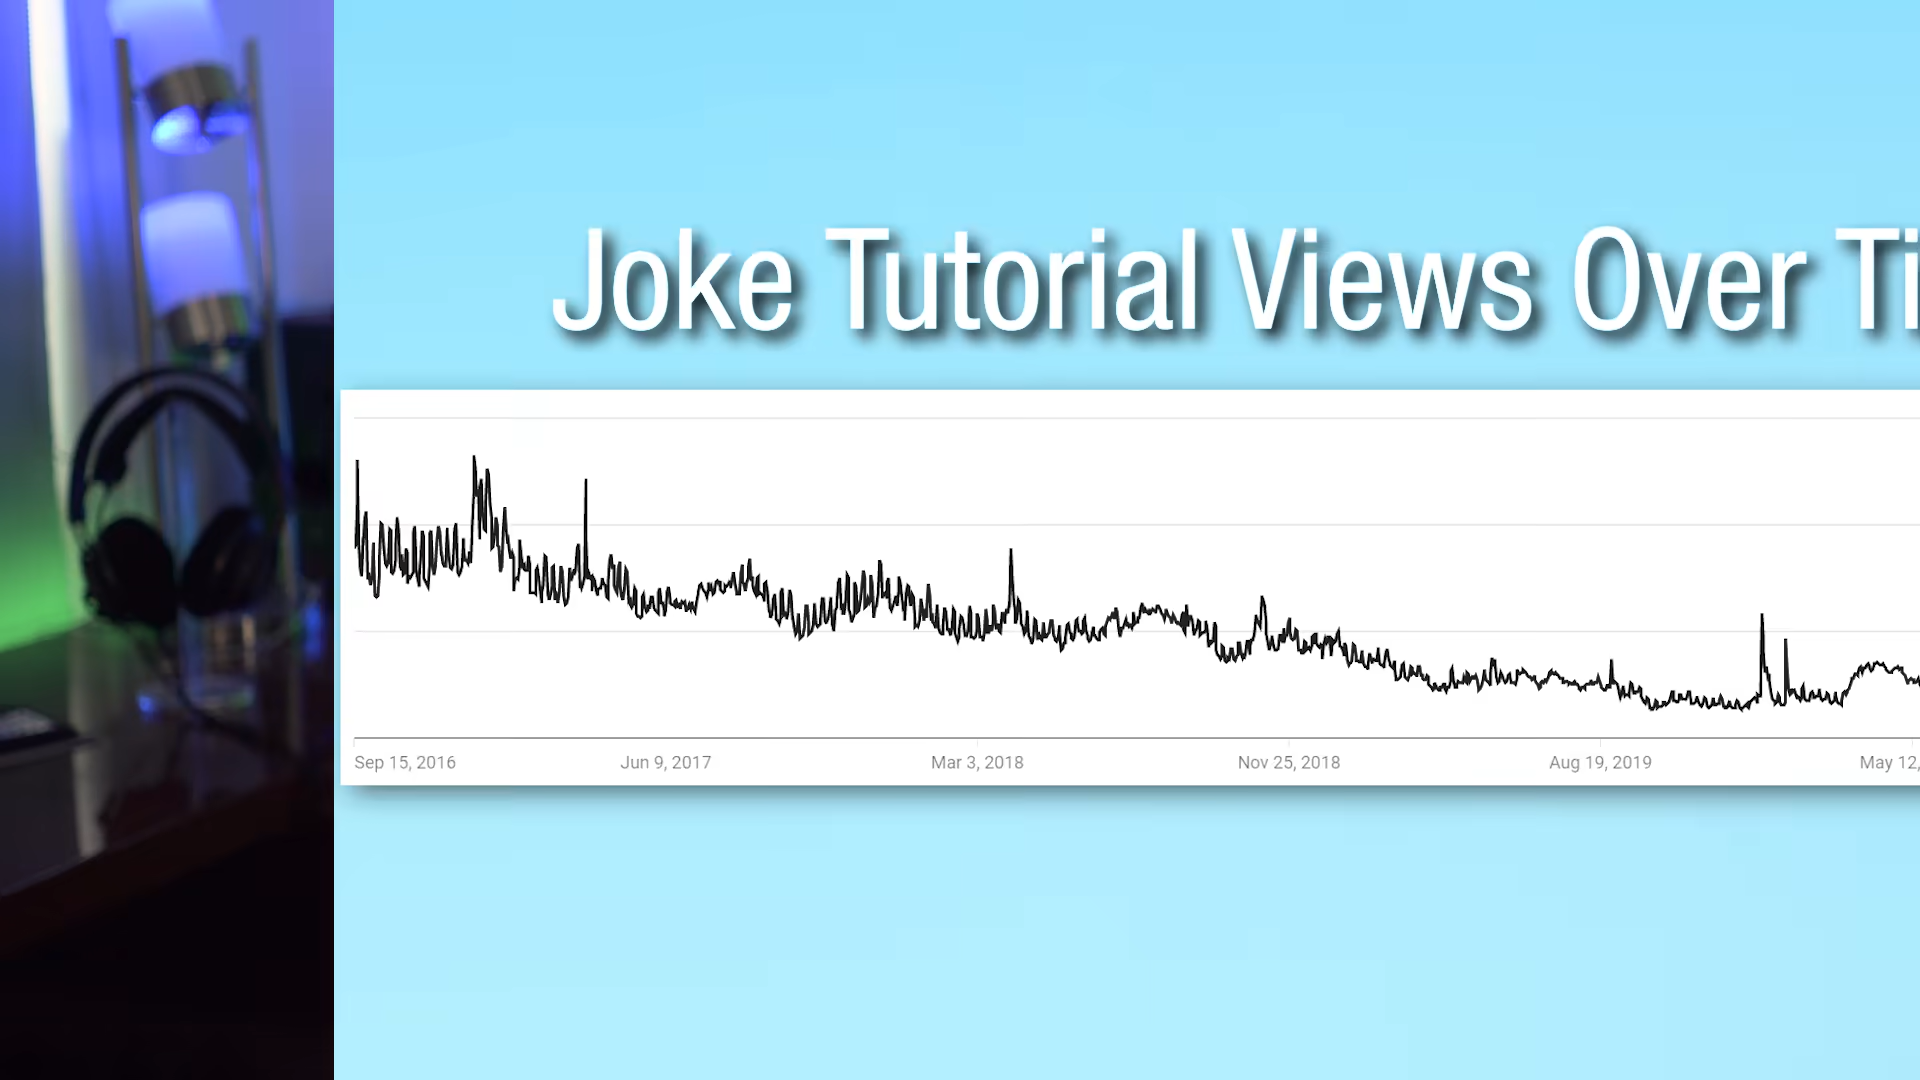 Joke Tutorial Views Over Ti
Sep 15, 2016 Jun 9, 2017 Mar 3, 2018 Nov 25, 2018 Aug 19, 2019 May 12,